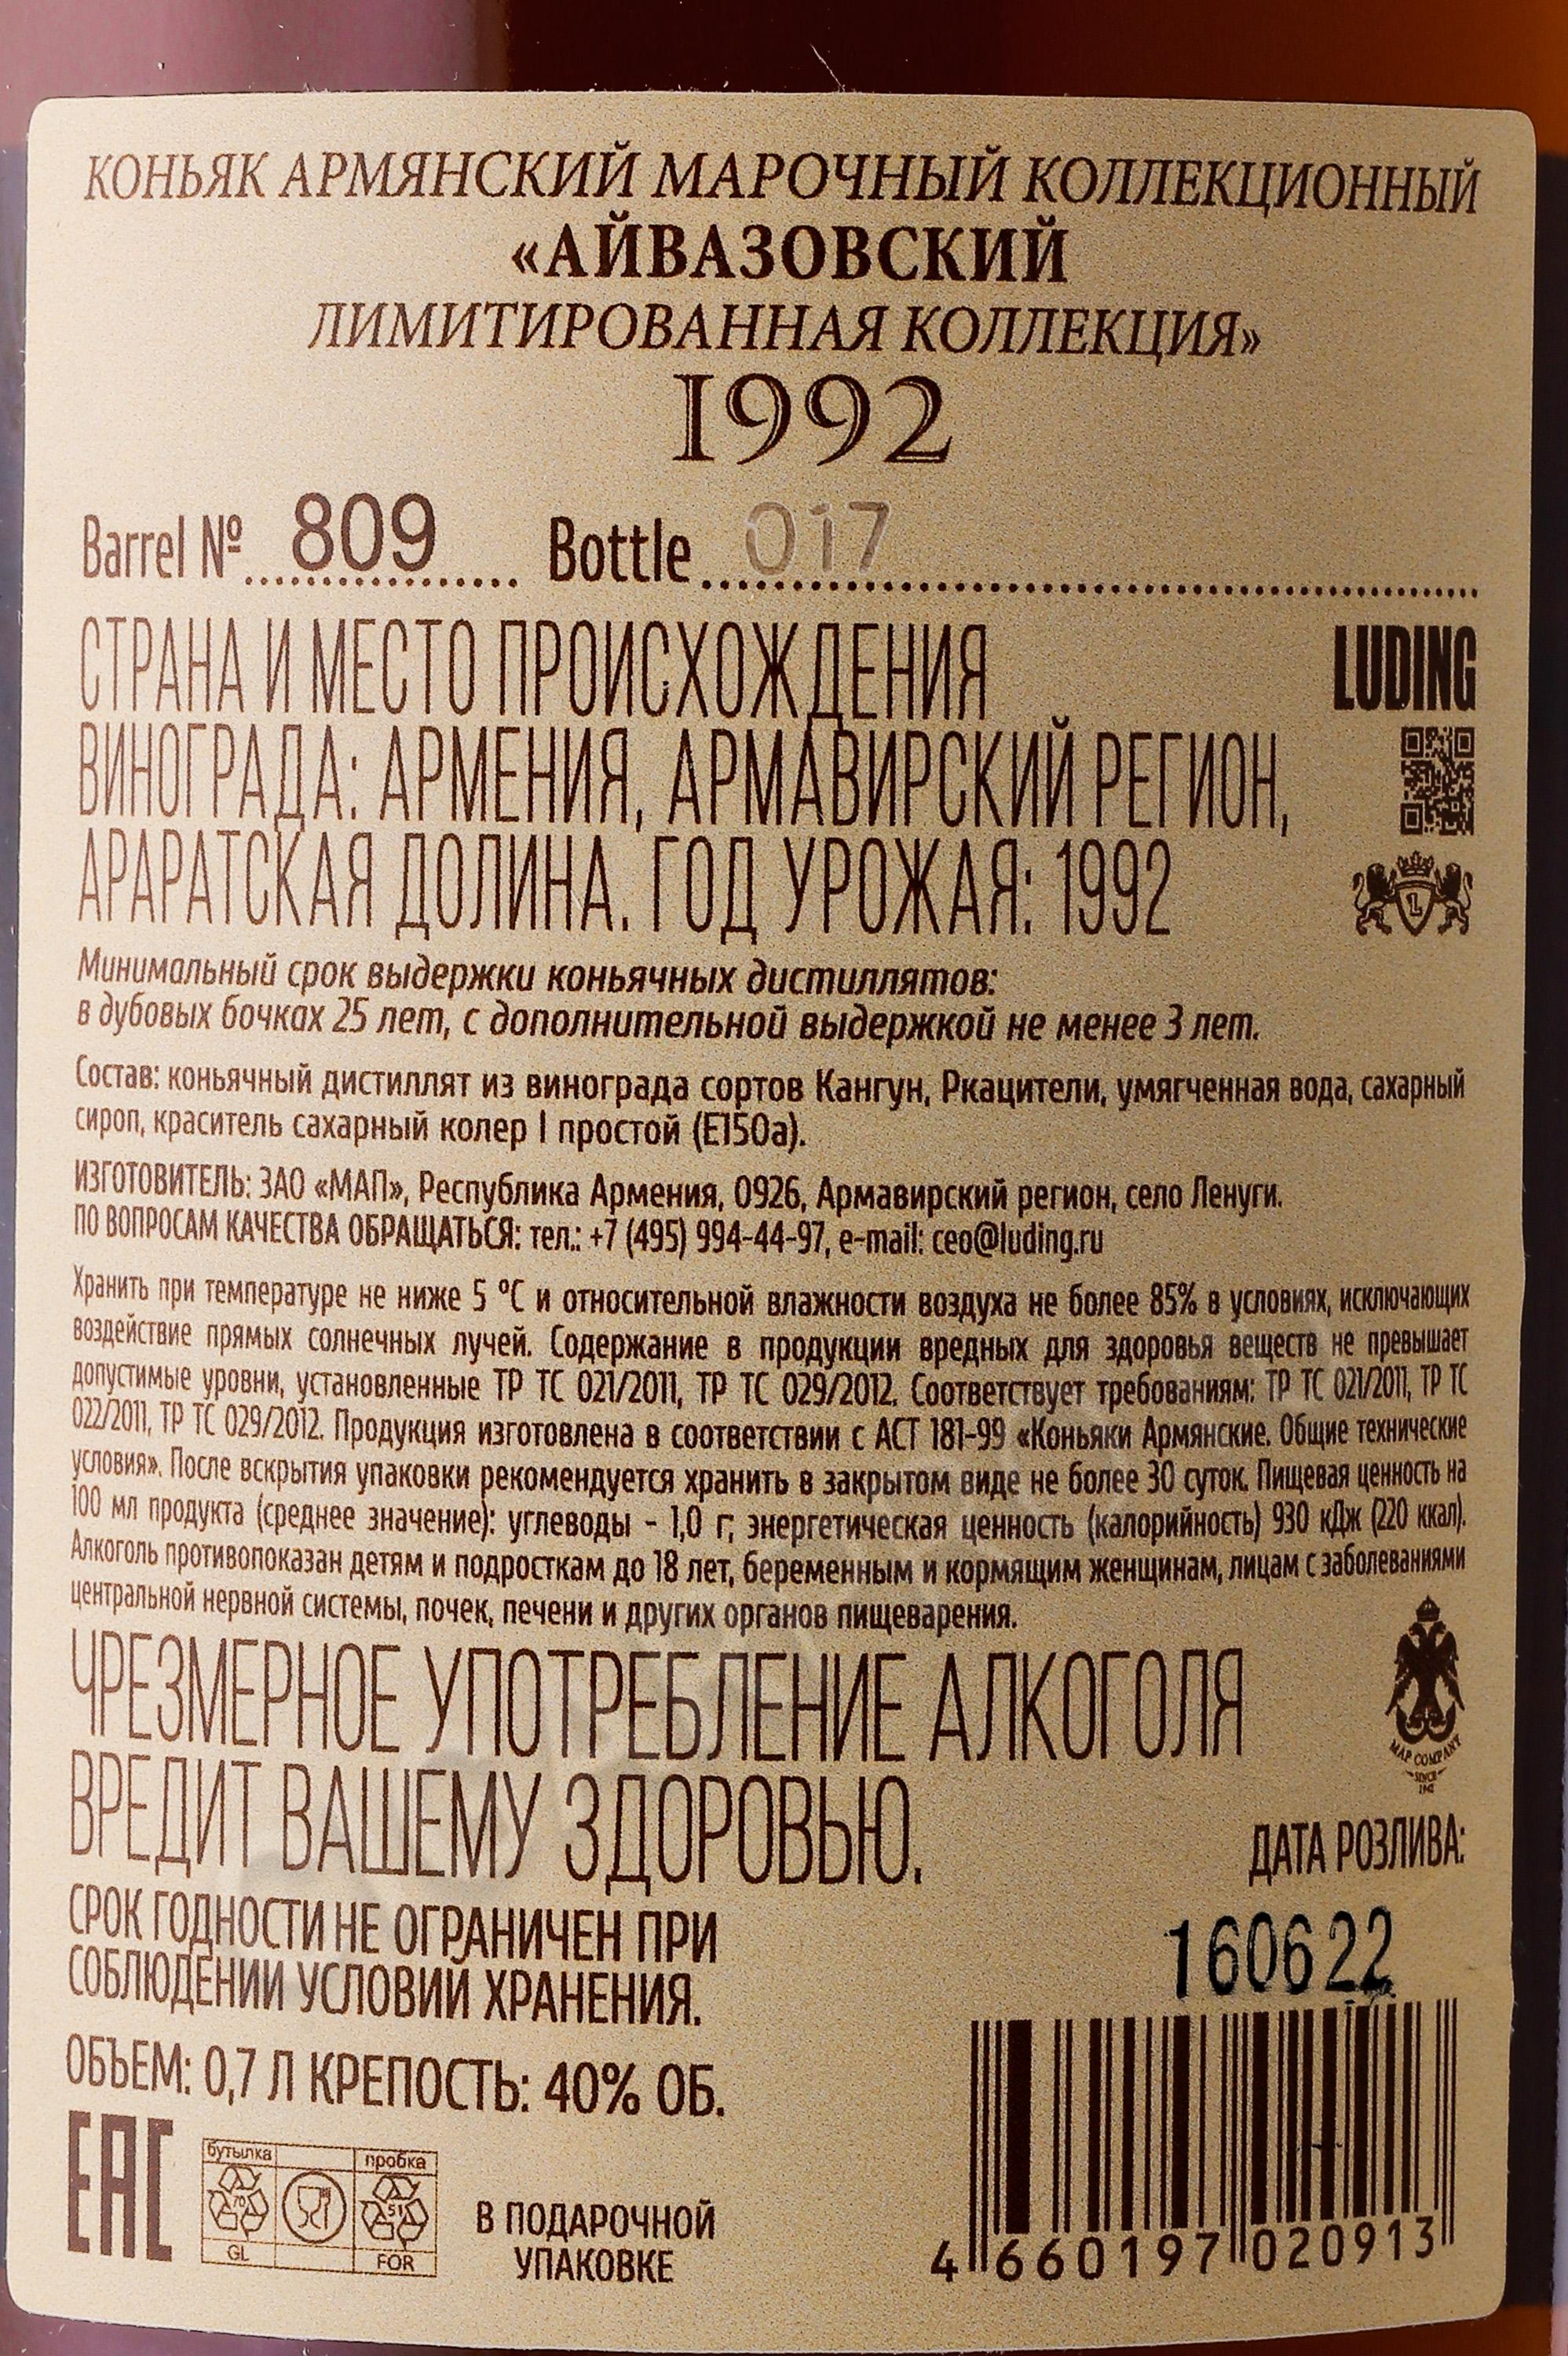 КОНЬЯК АРМЯНСКИЙ МАРОЧНЫЙ КОЛЛЕКЦИОННЫЙ
«АЙВАЗОВСКИЙ
ЛИМИТИРОВАННАЯ КОЛЛЕКЦИЯ»
1992
Barrel № 809 Bottle 017
СТРАНА И МЕСТО ПРОИСХОЖДЕНИЯ
ВИНОГРАДА: АРМЕНИЯ, АРМАВИРСКИЙ РЕГИОН,
АРАРАТСКАЯ ДОЛИНА. ГОД УРОЖАЯ: 1992
LUDING
L
Минимальный срок выдержки коньячных дистиллятов:
в дубовых бочках 25 лет, с дополнительной выдержкой не менее 3 лет.
Состав: коньячный дистиллят из винограда сортов Кангун, Ркацители, умягченная вода, сахарный
сироп, краситель сахарный колер I простой (E150a).
ИЗГОТОВИТЕЛЬ: ЗАО «МАП», Республика Армения, 0926, Армавирский регион, село Ленуги.
ПО ВОПРОСАМ КАЧЕСТВА ОБРАЩАТЬСЯ: тел.: +7 (495) 994-44-97, e-mail: ceo@luding.ru
Хранить при температуре не ниже 5 °С и относительной влажности воздуха не более 85% в условиях, исключающих
воздействие прямых солнечных лучей. Содержание в продукции вредных для здоровья веществ не превышает
допустимые уровни, установленные ТР ТС 021/2011, ТР ТС 029/2012. Соответствует требованиям: ТР ТС 021/2011, ТР ТС
022/2011, ТР ТС 029/2012. Продукция изготовлена в соответствии с АСТ 181-99 «Коньяки Армянские. Общие технические
условия». После вскрытия упаковки рекомендуется хранить в закрытом виде не более 30 суток. Пищевая ценность на
100 мл продукта (среднее значение): углеводы - 1,0 г; энергетическая ценность (калорийность) 930 кДж (220 ккал).
Алкоголь противопоказан детям и подросткам до 18 лет, беременным и кормящим женщинам, лицам с заболеваниями
центральной нервной системы, почек, печени и других органов пищеварения.
ЧРЕЗМЕРНОЕ УПОТРЕБЛЕНИЕ АЛКОГОЛЯ
ВРЕДИТ ВАШЕМУ ЗДОРОВЬЮ.
MAP COMPANY
SINCE
ДАТА РОЗЛИВА:
160622
СРОК ГОДНОСТИ НЕ ОГРАНИЧЕН ПРИ
СОБЛЮДЕНИИ УСЛОВИЙ ХРАНЕНИЯ.
ОБЪЕМ: 0,7 Л КРЕПОСТЬ: 40% ОБ.
EAC
бутылка пробка
70 51
GL FOR
В ПОДАРОЧНОЙ
УПАКОВКЕ
4 660197 020913